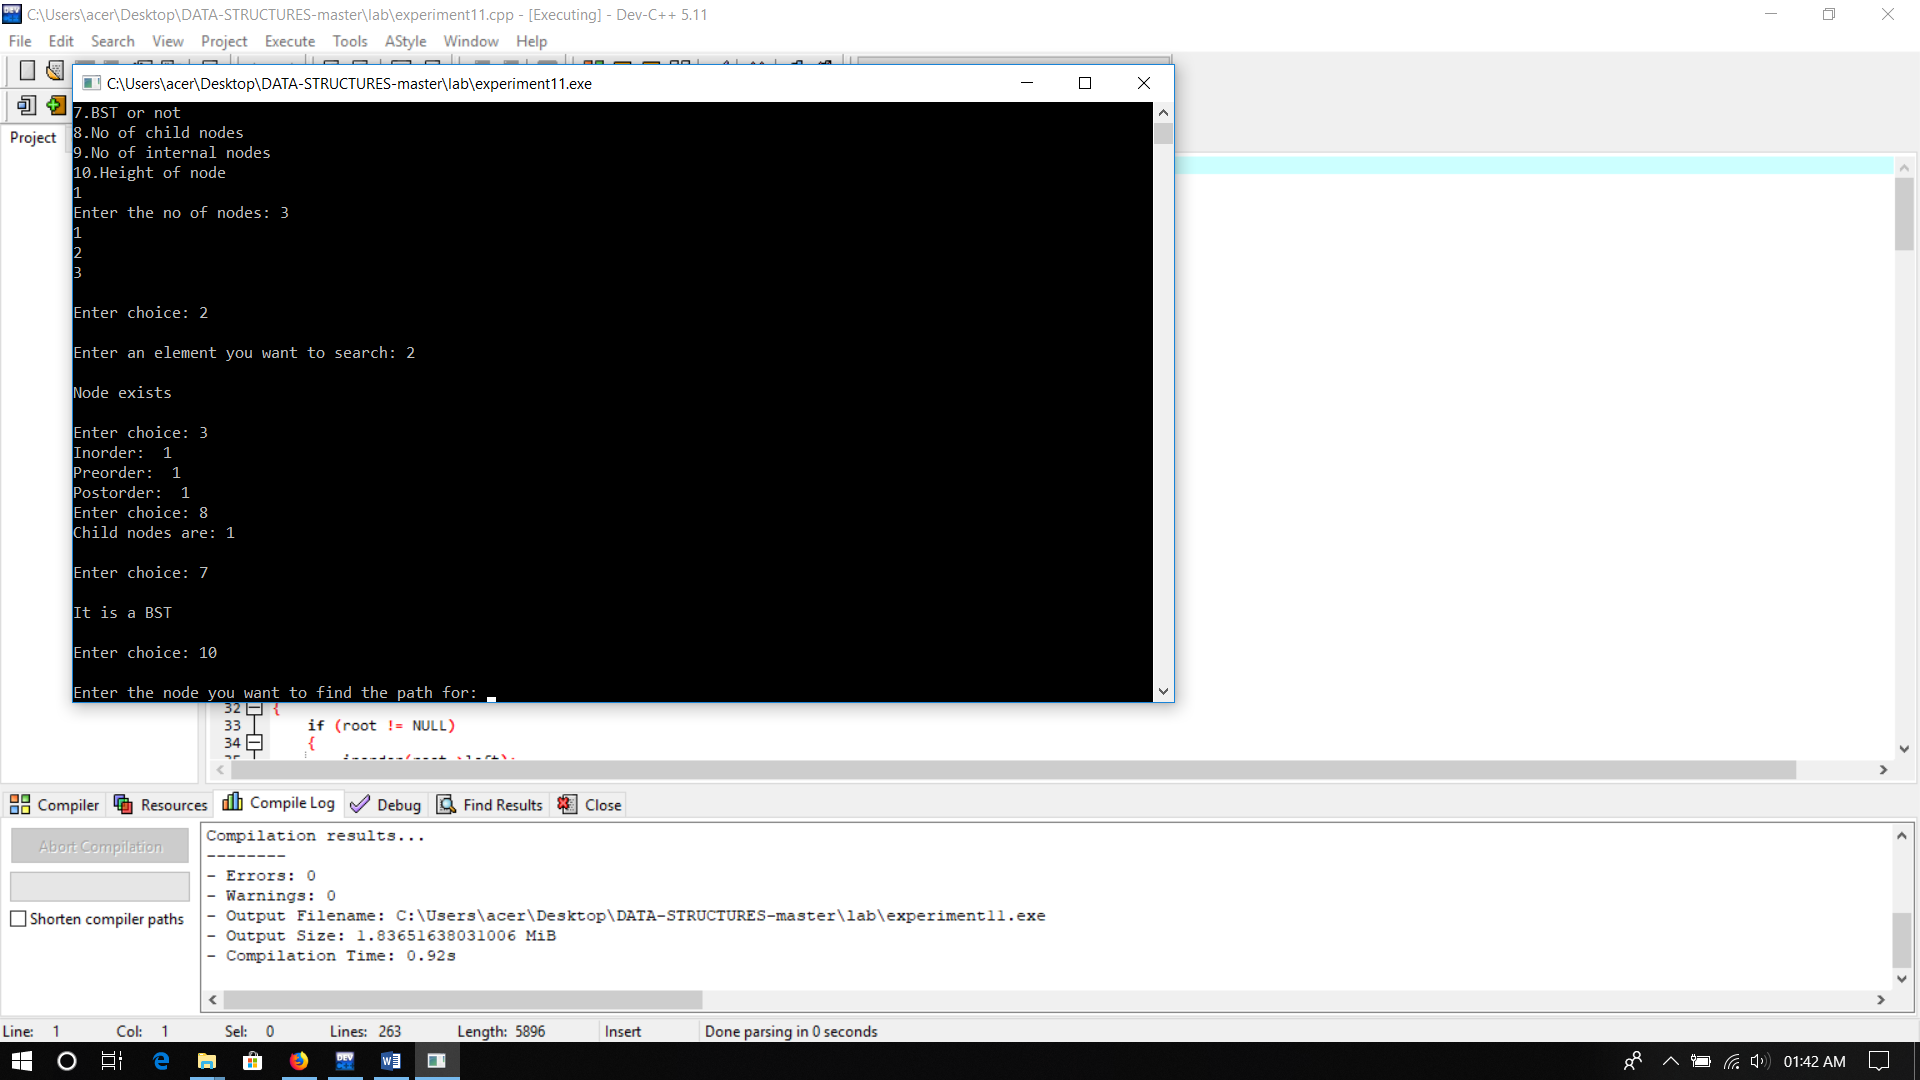 C:\Users\acer\Desktop\DATA-STRUCTURES-master\lab\experiment11.cpp - [Executing] - Dev-C++ 5.11
File Edit Search View Project Execute Tools AStyle Window Help
C:\Users\acer\Desktop\DATA-STRUCTURES-master\lab\experiment11.exe
Project
7.BST or not
8.No of child nodes
9.No of internal nodes
10.Height of node
1
Enter the no of nodes: 3
1
2
3
Enter choice: 2
Enter an element you want to search: 2
Node exists
Enter choice: 3
Inorder:  1
Preorder:  1
Postorder:  1
Enter choice: 8
Child nodes are: 1
Enter choice: 7
It is a BST
Enter choice: 10
Enter the node you want to find the path for:
32 {
33 if (root != NULL)
34 {
Compiler Resources Compile Log Debug Find Results Close
Abort Compilation
Shorten compiler paths
Compilation results...
--------
- Errors: 0
- Warnings: 0
- Output Filename: C:\Users\acer\Desktop\DATA-STRUCTURES-master\lab\experiment11.exe
- Output Size: 1.83651638031006 MiB
- Compilation Time: 0.92s
Line: 1 Col: 1 Sel: 0 Lines: 263 Length: 5896 Insert Done parsing in 0 seconds
01:42 AM